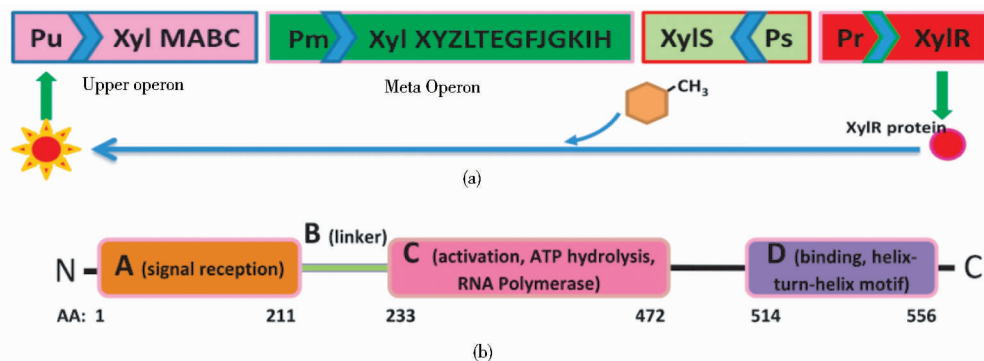 Pu Xyl MABC Pm Xyl XYZLTEGFJGKIH XylS Ps Pr XylR
Upper operon Meta Operon
CH3
XylR protein
(a)
B (linker)
N A (signal reception) C (activation, ATP hydrolysis, RNA Polymerase) D (binding, helix-turn-helix motif) C
AA: 1 211 233 472 514 556
(b)